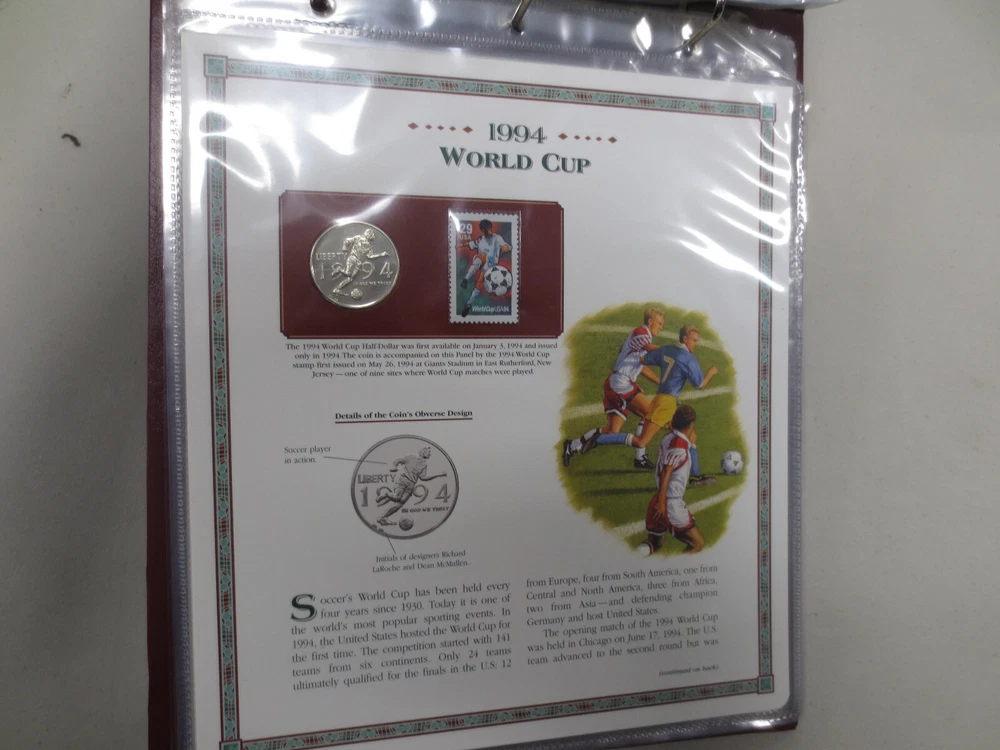 1994
WORLD CUP
LIBERTY
1994
IN GOD WE TRUST
29
USA
WorldCupUSA94
The 1994 World Cup Half-Dollar was first available on January 3, 1994 and issued
only in 1994. The coin is accompanied on this Panel by the 1994 World Cup
stamp first issued on May 26, 1994 at Giants Stadium in East Rutherford, New
Jersey — one of nine sites where World Cup matches were played.
7
Details of the Coin's Obverse Design
Soccer player
in action.
LIBERTY
1994
IN GOD WE TRUST
Initials of designers Richard
LaRoche and Dean McMullen.
Soccer's World Cup has been held every
four years since 1930. Today it is one of
the world's most popular sporting events. In
1994, the United States hosted the World Cup for
the first time. The competition started with 141
teams from six continents. Only 24 teams
ultimately qualified for the finals in the U.S. 12
from Europe, four from South America, one from
Central and North America, three from Africa,
two from Asia — and defending champion
Germany and host United States.
The opening match of the 1994 World Cup
was held in Chicago on June 17, 1994. The U.S.
team advanced to the second round but was
(continued on back)